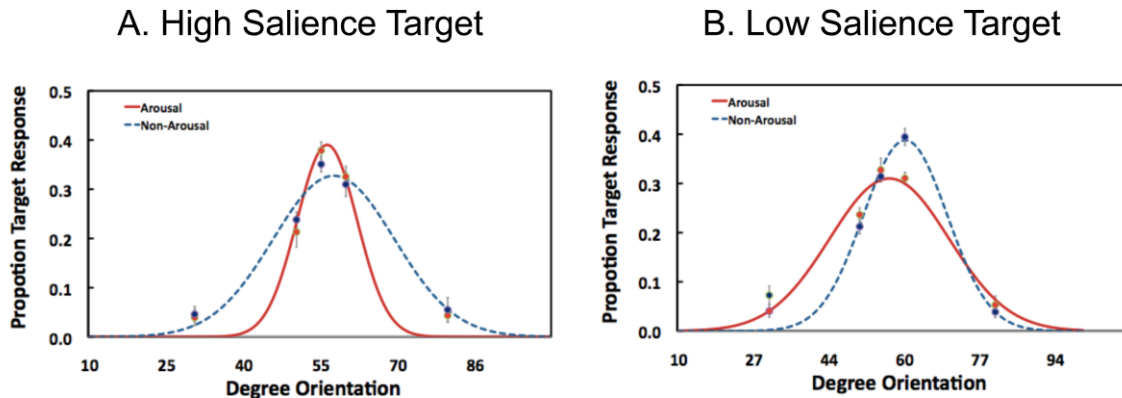 A. High Salience Target
B. Low Salience Target
Propotion Target Response
0.5
0.4
0.3
0.2
0.1
0.0
Arousal
Non-Arousal
10 25 40 55 70 86
Degree Orientation
Propotion Target Response
0.5
0.4
0.3
0.2
0.1
0.0
Arousal
Non-Arousal
10 27 44 60 77 94
Degree Orientation